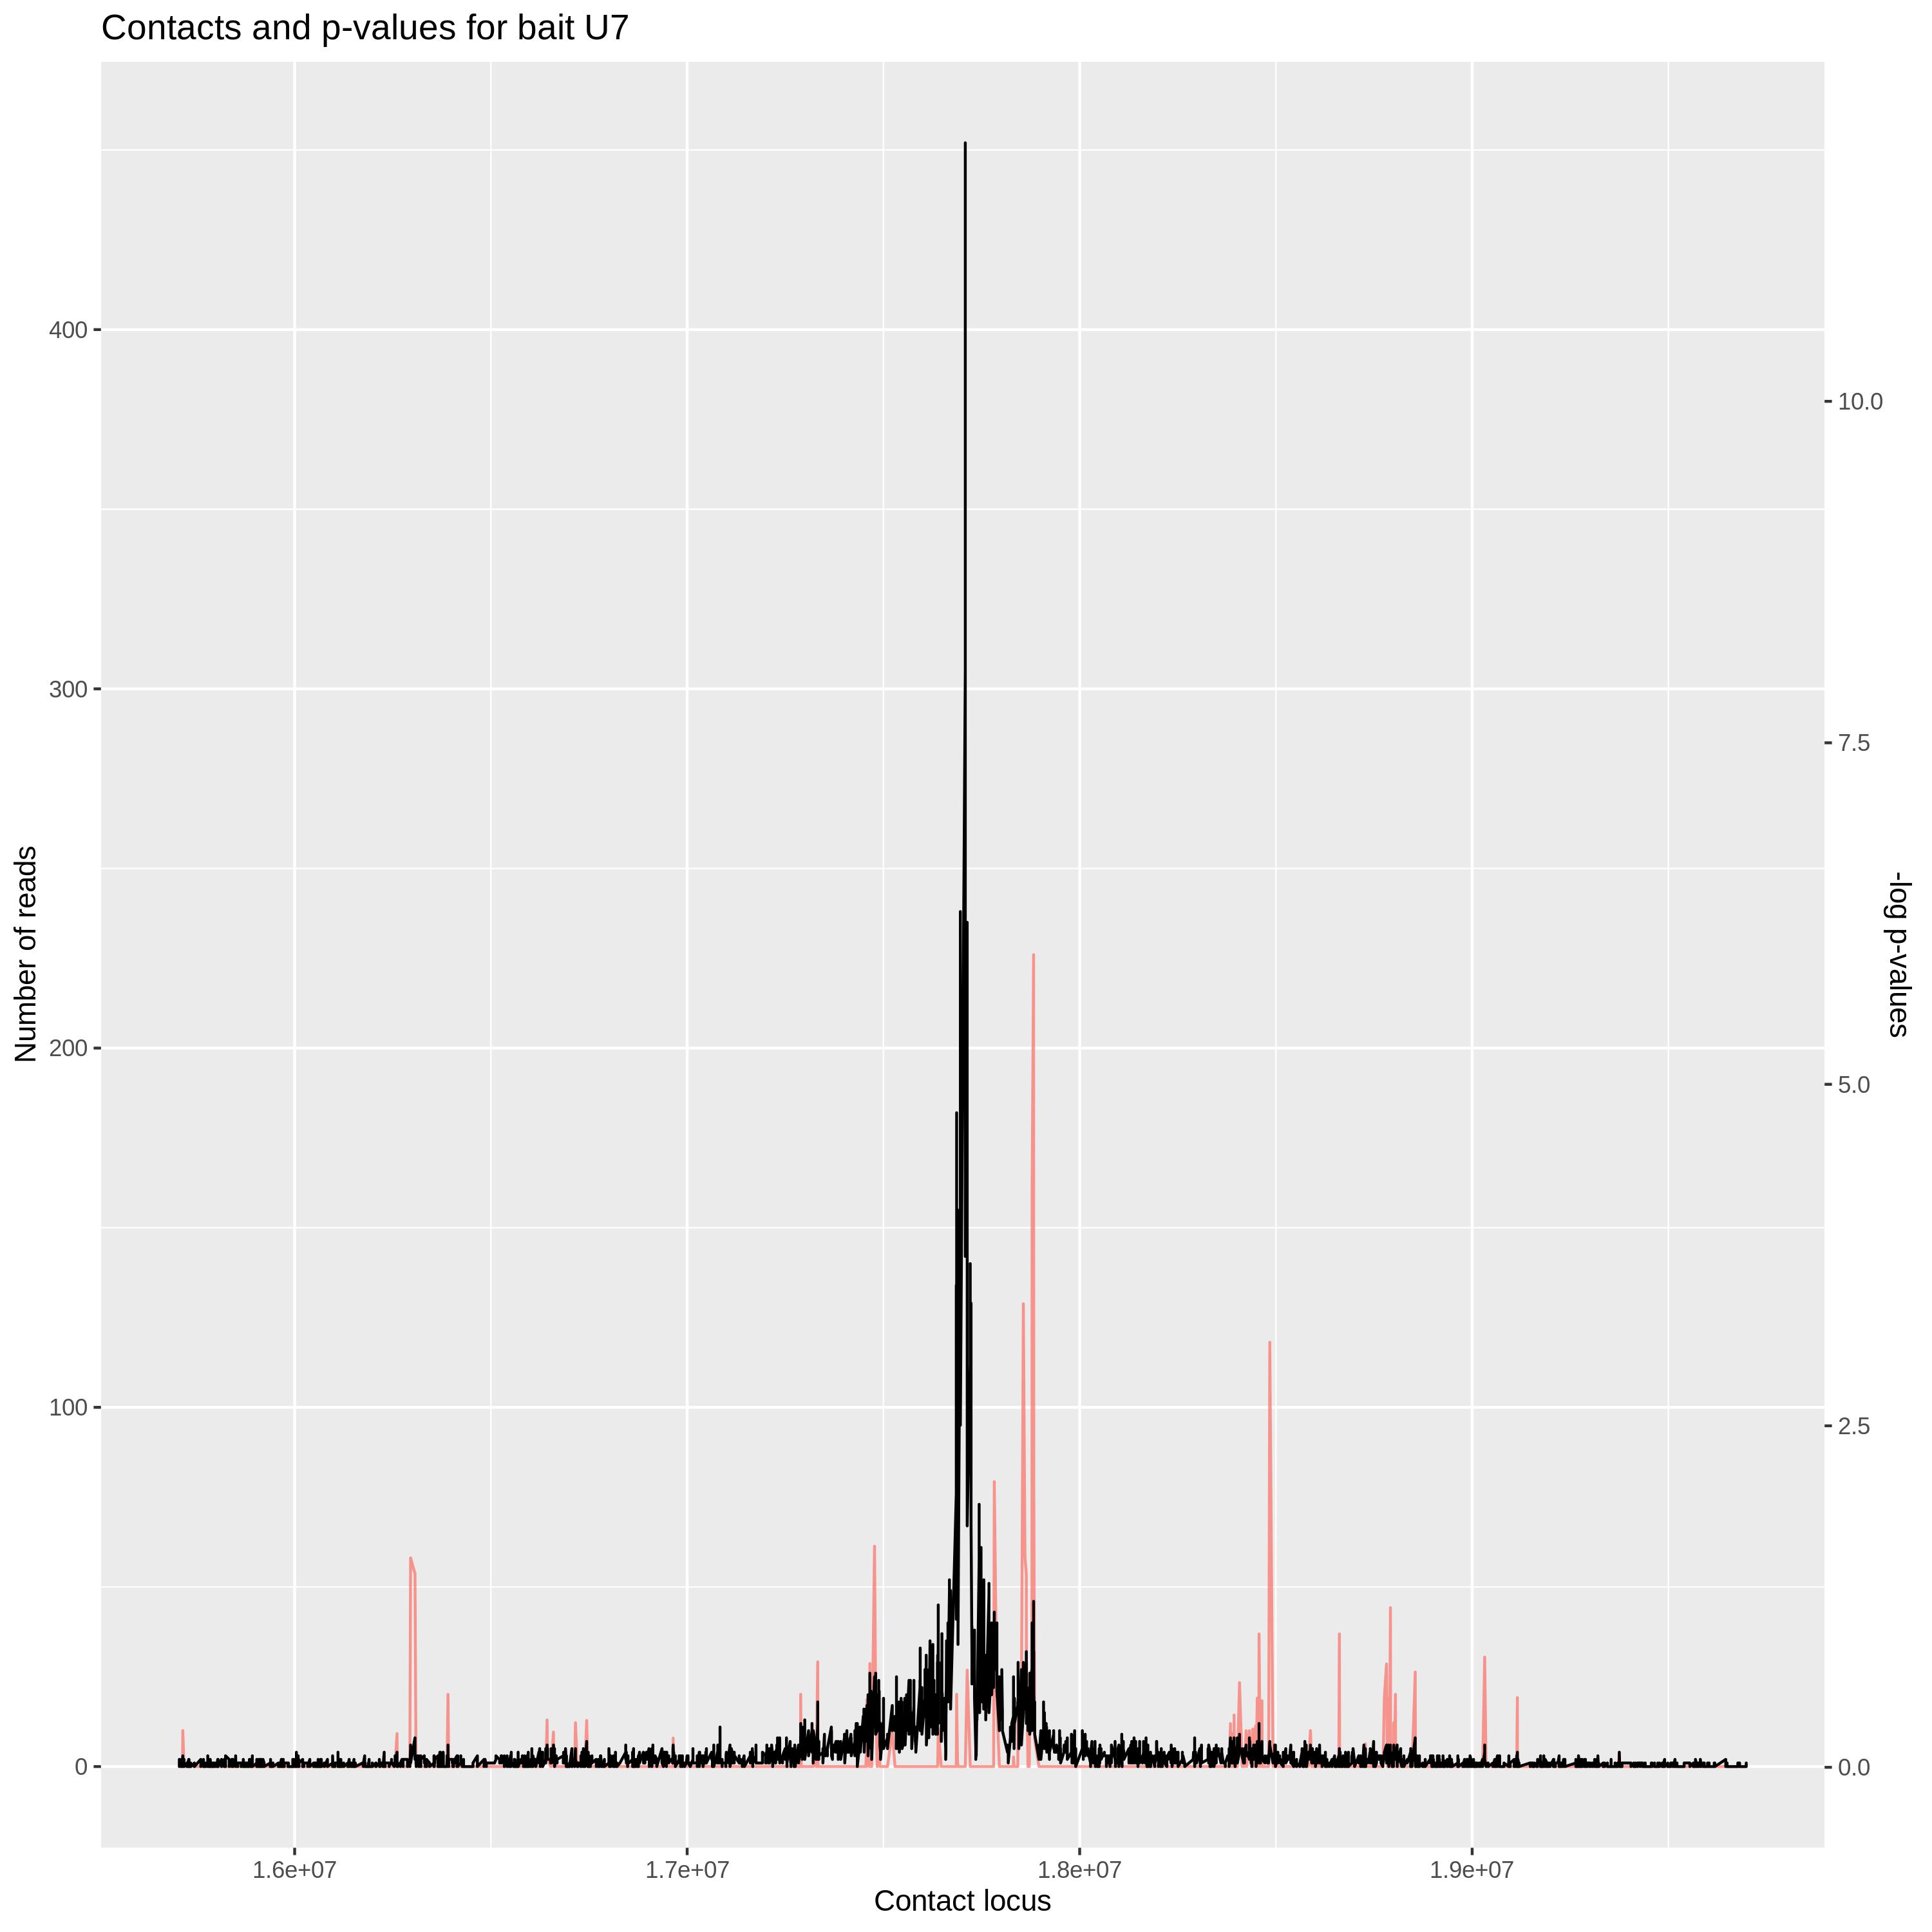 Contacts and p-values for bait U7
400
300
200
100
0
Number of reads
10.0
7.5
5.0
2.5
0.0
-log p-values
1.6e+07
1.7e+07
1.8e+07
1.9e+07
Contact locus